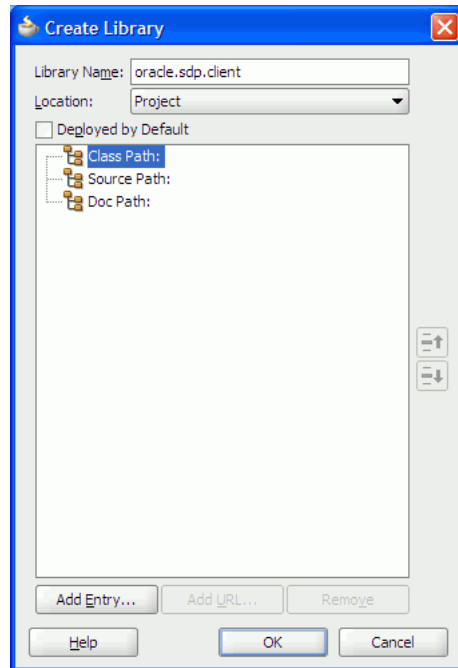 Create Library
Library Name: oracle.sdp.client
Location: Project
Deployed by Default
Class Path:
Source Path:
Doc Path:
Add Entry... Add URL... Remove
Help OK Cancel